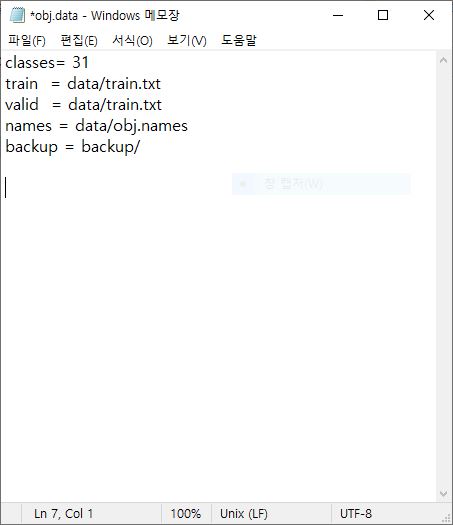 *obj.data - Windows 메모장
파일(F) 편집(E) 서식(O) 보기(V) 도움말
classes= 31
train = data/train.txt
valid = data/train.txt
names = data/obj.names
backup = backup/
창 캡처(W)
Ln 7, Col 1 100% Unix (LF) UTF-8